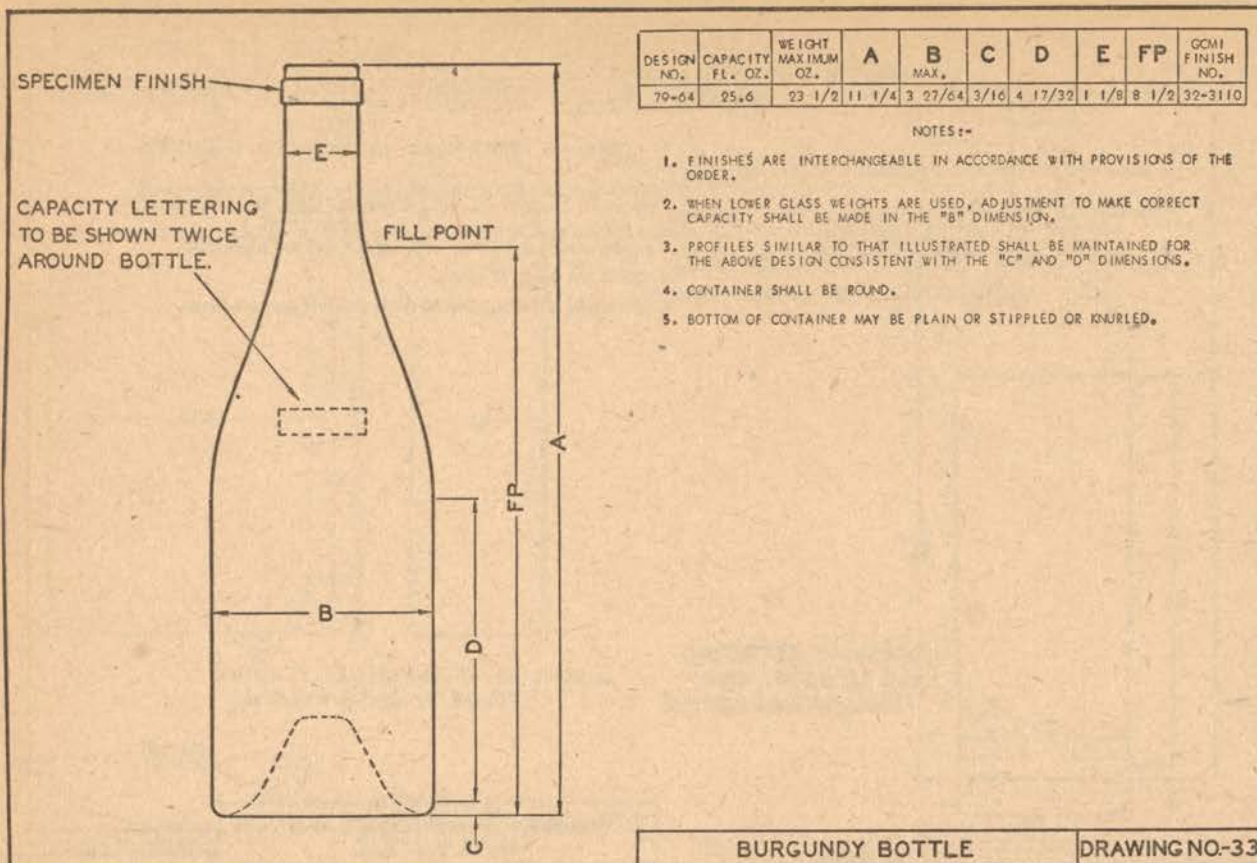 SPECIMEN FINISH
E
CAPACITY LETTERING
TO BE SHOWN TWICE
AROUND BOTTLE.
FILL POINT
A
FP
B
D
C
DESIGN NO. CAPACITY FL. OZ. WEIGHT MAXIMUM OZ. A B MAX. C D E FP GCMI FINISH NO.
79-64 25.6 23 1/2 11 1/4 3 27/64 3/16 4 17/32 1 1/8 8 1/2 32-3110
NOTES:-
1. FINISHES ARE INTERCHANGEABLE IN ACCORDANCE WITH PROVISIONS OF THE
ORDER.
2. WHEN LOWER GLASS WEIGHTS ARE USED, ADJUSTMENT TO MAKE CORRECT
CAPACITY SHALL BE MADE IN THE "B" DIMENSION.
3. PROFILES SIMILAR TO THAT ILLUSTRATED SHALL BE MAINTAINED FOR
THE ABOVE DESIGN CONSISTENT WITH THE "C" AND "D" DIMENSIONS.
4. CONTAINER SHALL BE ROUND.
5. BOTTOM OF CONTAINER MAY BE PLAIN OR STIPPLED OR KNURLED.
BURGUNDY BOTTLE DRAWING NO.-33